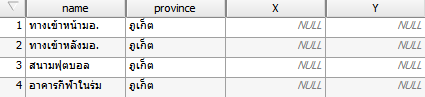 name province X Y
1 ทางเข้าหน้ามอ. ภูเก็ต NULL NULL
2 ทางเข้าหลังมอ. ภูเก็ต NULL NULL
3 สนามฟุตบอล ภูเก็ต NULL NULL
4 อาคารกีฬาในร่ม ภูเก็ต NULL NULL